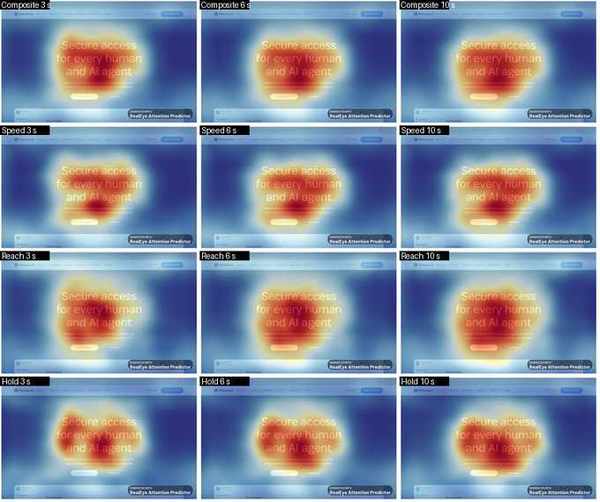 Composite 3 s
Composite 6 s
Composite 10 s
Secure access
for every human
and AI agent
RealEye Attention Predictor
Secure access
for every human
and AI agent
RealEye Attention Predictor
Secure access
for every human
and AI agent
RealEye Attention Predictor
Speed 3 s
Speed 6 s
Speed 10 s
Secure access
for every human
and AI agent
RealEye Attention Predictor
Secure access
for every human
and AI agent
RealEye Attention Predictor
Secure access
for every human
and AI agent
RealEye Attention Predictor
Reach 3 s
Reach 6 s
Reach 10 s
Secure access
for every human
and AI agent
RealEye Attention Predictor
Secure access
for every human
and AI agent
RealEye Attention Predictor
Secure access
for every human
and AI agent
RealEye Attention Predictor
Hold 3 s
Hold 6 s
Hold 10 s
Secure access
for every human
and AI agent
RealEye Attention Predictor
Secure access
for every human
and AI agent
RealEye Attention Predictor
Secure access
for every human
and AI agent
RealEye Attention Predictor